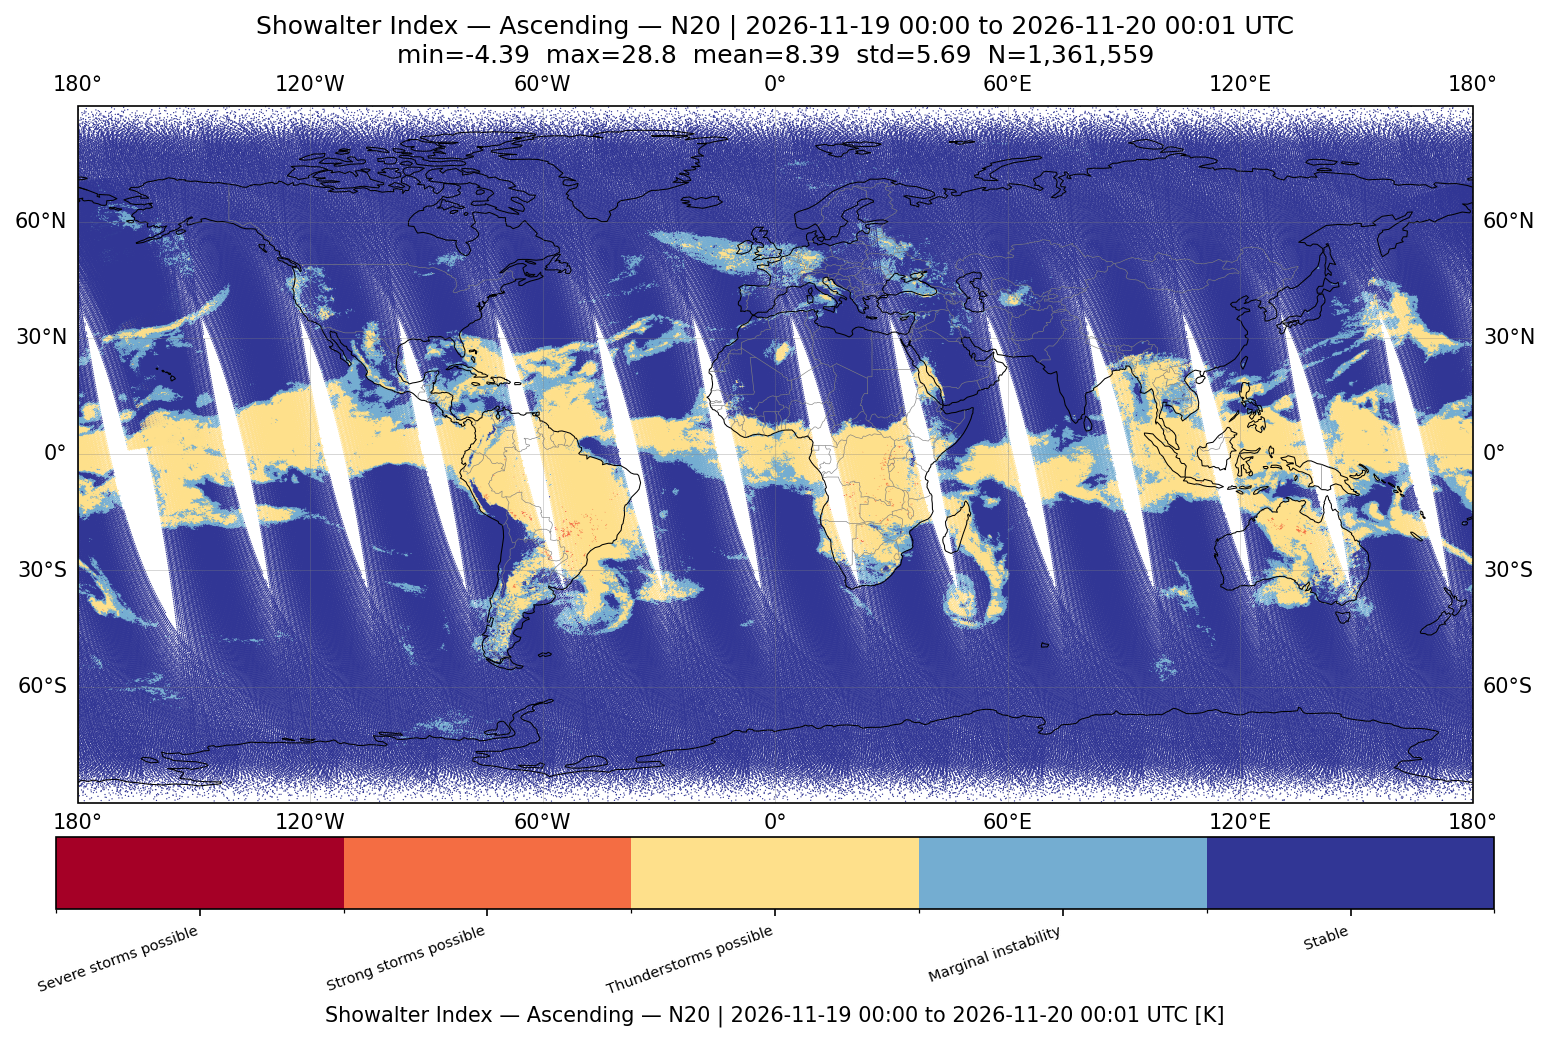 Showalter Index — Ascending — N20 | 2026-11-19 00:00 to 2026-11-20 00:01 UTC
min=-4.39 max=28.8 mean=8.39 std=5.69 N=1,361,559
180° 120°W 60°W 0° 60°E 120°E 180°
60°N 60°N
30°N 30°N
0° 0°
30°S 30°S
60°S 60°S
180° 120°W 60°W 0° 60°E 120°E 180°
Severe storms possible Strong storms possible Thunderstorms possible Marginal instability Stable
Showalter Index — Ascending — N20 | 2026-11-19 00:00 to 2026-11-20 00:01 UTC [K]